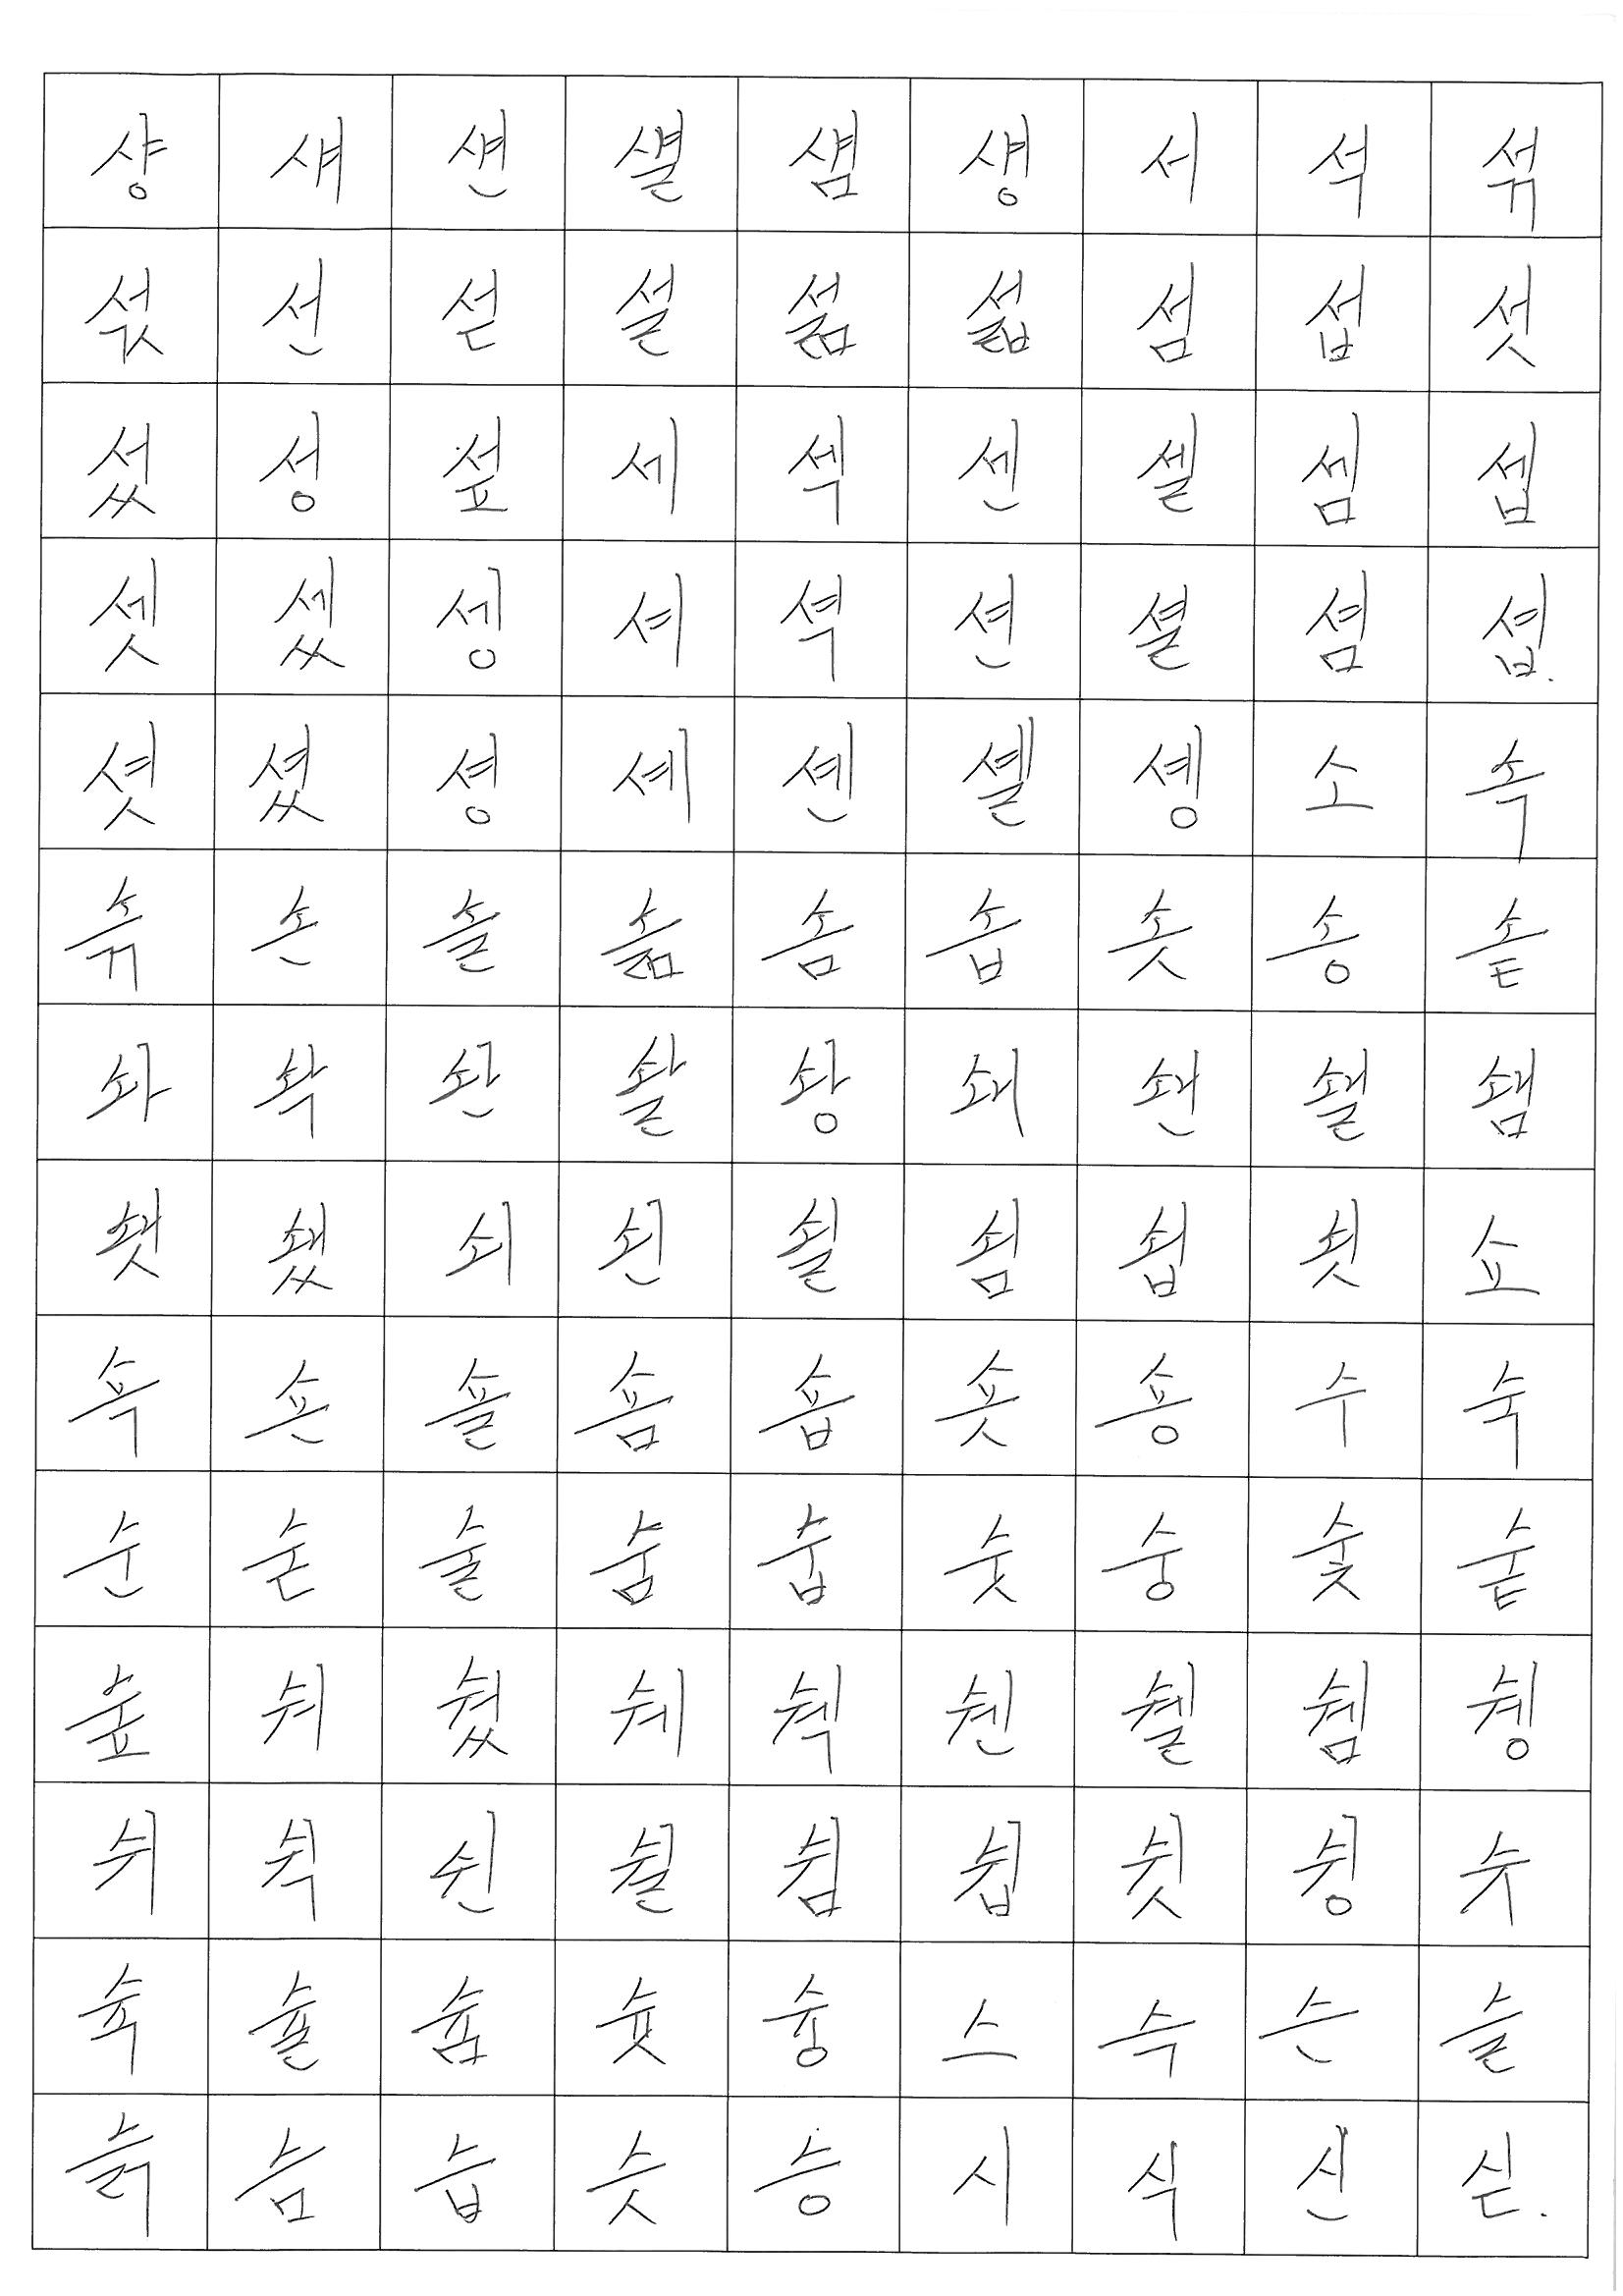 샹 섀 섄 섈 섐 섕 서 석 섞
섟 선 섣 설 섦 섧 섬 섭 섯
섰 성 섶 세 섹 센 셀 셈 셉
셋 셌 셍 셔 셕 션 셜 셤 셥.
셧 셨 셩 셰 셴 셸 솅 소 속
솎 손 솔 솖 솜 솝 솟 송 솥
솨 솩 솬 솰 솽 쇄 쇈 쇌 쇔
쇗 쇘 쇠 쇤 쇨 쇰 쇱 쇳 쇼
쇽 숀 숄 숌 숍 숏 숑 수 숙
순 숟 술 숨 숩 숫 숭 숯 숱
숲 숴 쉈 쉐 쉑 쉔 쉘 쉠 쉥
쉬 쉭 쉰 쉴 쉼 쉽 쉿 슁 슈
슉 슐 슘 슛 슝 스 슥 슨 슬
슭 슴 습 슷 승 시 식 신 싣.